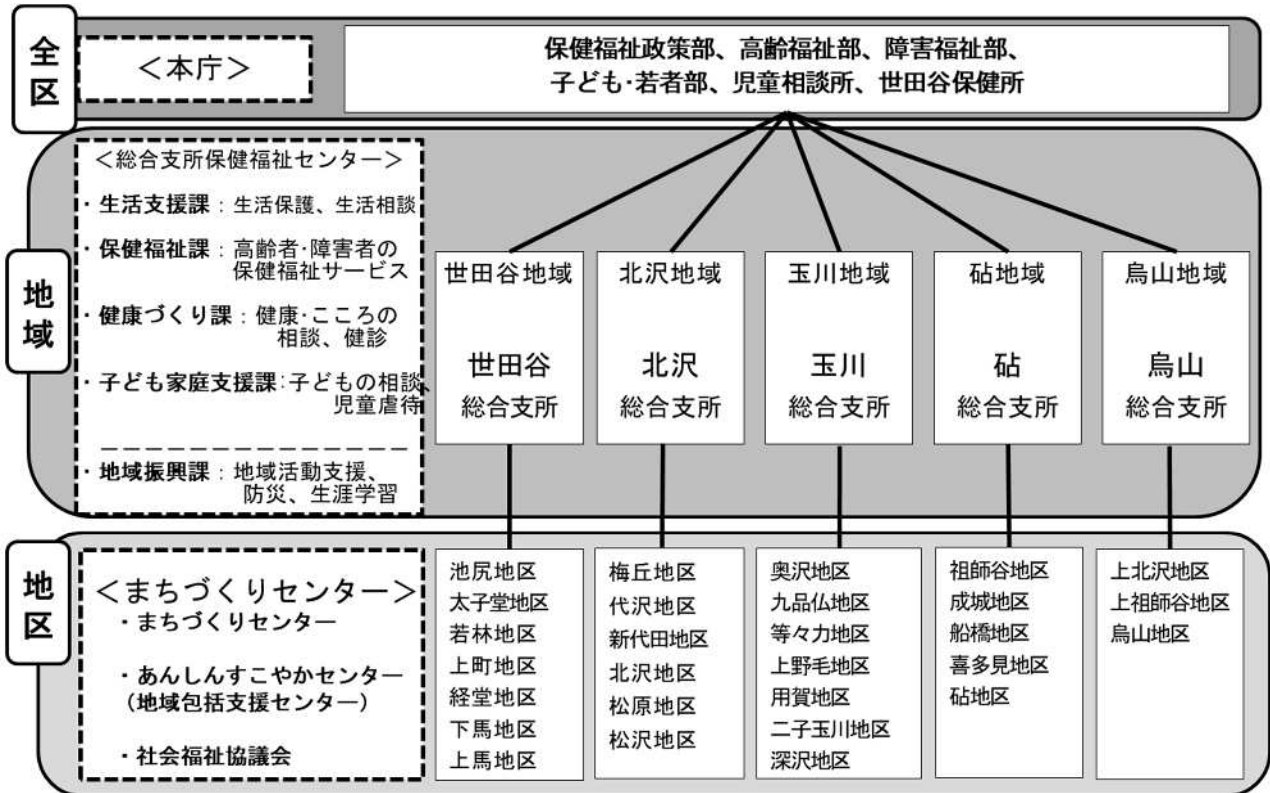 全区
＜本庁＞
保健福祉政策部、高齢福祉部、障害福祉部、
子ども・若者部、児童相談所、世田谷保健所
地域
＜総合支所保健福祉センター＞
・生活支援課：生活保護、生活相談
・保健福祉課：高齢者・障害者の
保健福祉サービス
・健康づくり課：健康・こころの
相談、健診
・子ども家庭支援課：子どもの相談、
児童虐待
・地域振興課：地域活動支援、
防災、生涯学習
世田谷地域
世田谷
総合支所
北沢地域
北沢
総合支所
玉川地域
玉川
総合支所
砧地域
砧
総合支所
烏山地域
烏山
総合支所
地区
＜まちづくりセンター＞
・まちづくりセンター
・あんしんすこやかセンター
（地域包括支援センター）
・社会福祉協議会
池尻地区
太子堂地区
若林地区
上町地区
経堂地区
下馬地区
上馬地区
梅丘地区
代沢地区
新代田地区
北沢地区
松原地区
松沢地区
奥沢地区
九品仏地区
等々力地区
上野毛地区
用賀地区
二子玉川地区
深沢地区
祖師谷地区
成城地区
船橋地区
喜多見地区
砧地区
上北沢地区
上祖師谷地区
烏山地区